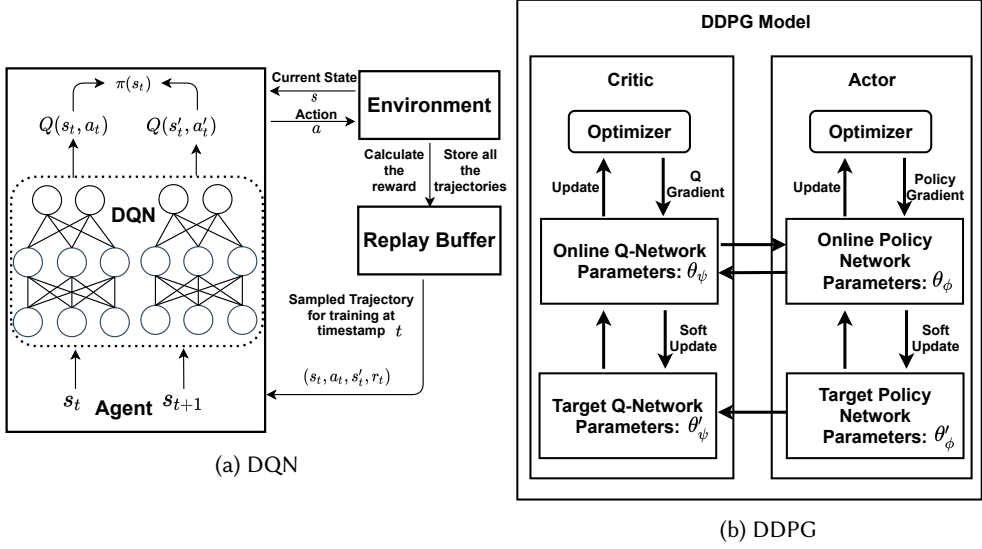 π(s_t)
Q(s_t, a_t)
Q(s'_t, a'_t)
DQN
s_t
Agent
s_{t+1}
Current State
s
Action
a
Environment
Calculate
the
reward
Store all
the
trajectories
Replay Buffer
Sampled Trajectory
for training at
timestamp t
(s_t, a_t, s'_t, r_t)
(a) DQN
DDPG Model
Critic
Optimizer
Update
Q
Gradient
Online Q-Network
Parameters: θ_ψ
Soft
Update
Target Q-Network
Parameters: θ'_ψ
Actor
Optimizer
Update
Policy
Gradient
Online Policy
Network
Parameters: θ_ϕ
Soft
Update
Target Policy
Network
Parameters: θ'_ϕ
(b) DDPG